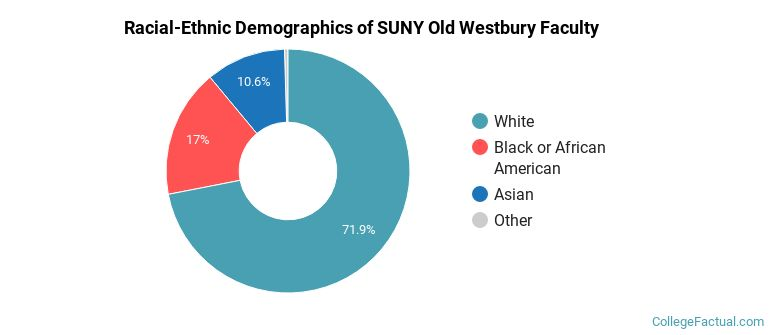 Racial-Ethnic Demographics of SUNY Old Westbury Faculty
10.6%
17%
71.9%
White
Black or African
American
Asian
Other
CollegeFactual.com